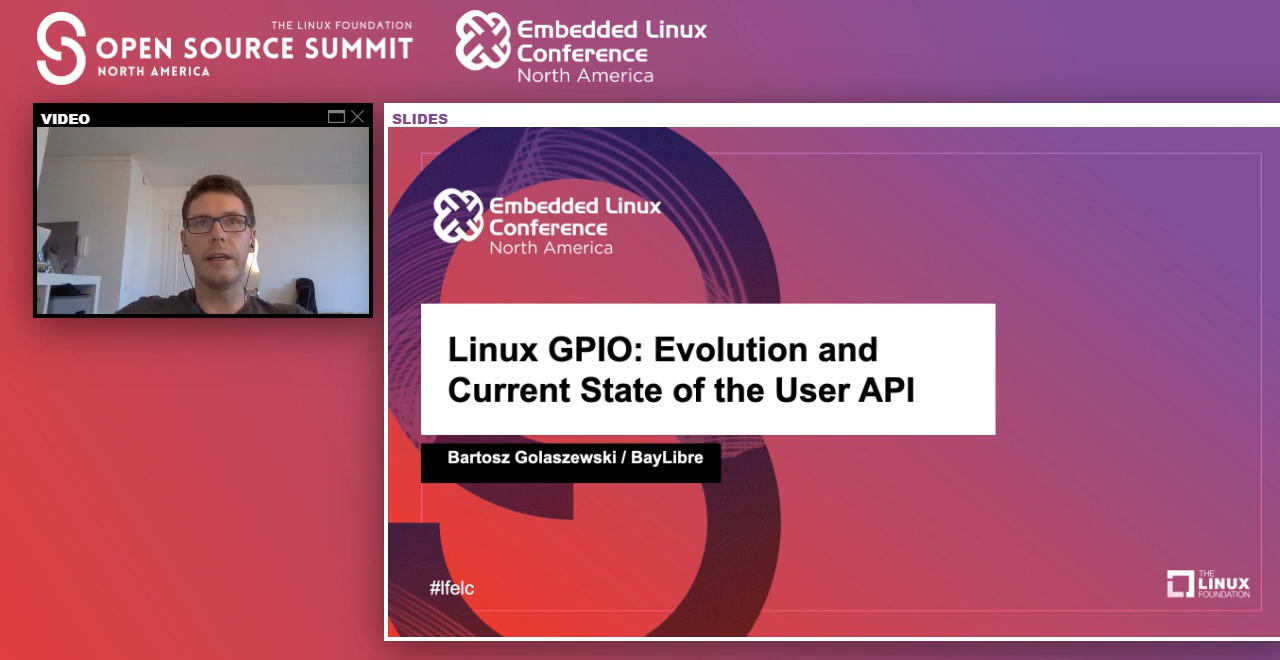 THE LINUX FOUNDATION
OPEN SOURCE SUMMIT
NORTH AMERICA
Embedded Linux
Conference
North America
VIDEO
SLIDES
Embedded Linux
Conference
North America
Linux GPIO: Evolution and
Current State of the User API
Bartosz Golaszewski / BayLibre
#lfelc
THE
LINUX
FOUNDATION